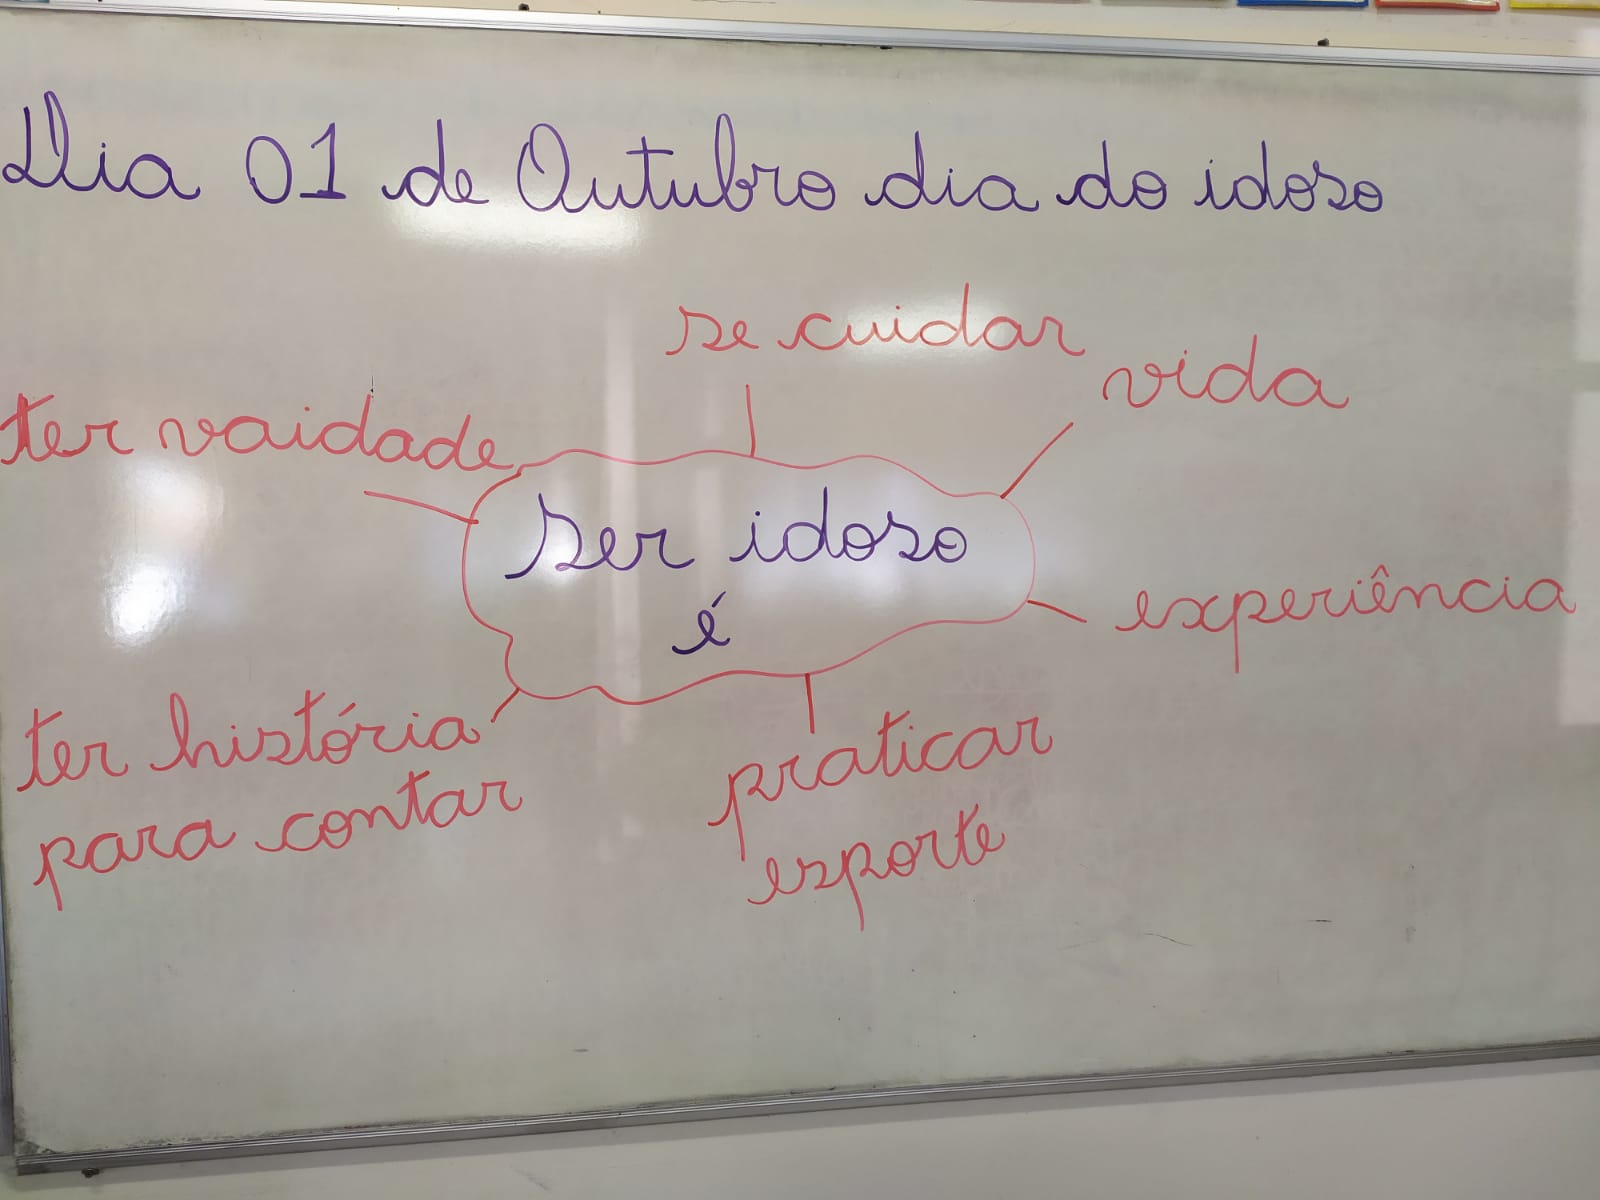 Dia 01 de Outubro dia do idoso
se cuidar
vida
ter vaidade
ser idoso
é
experiência
ter história
para contar
praticar
esporte